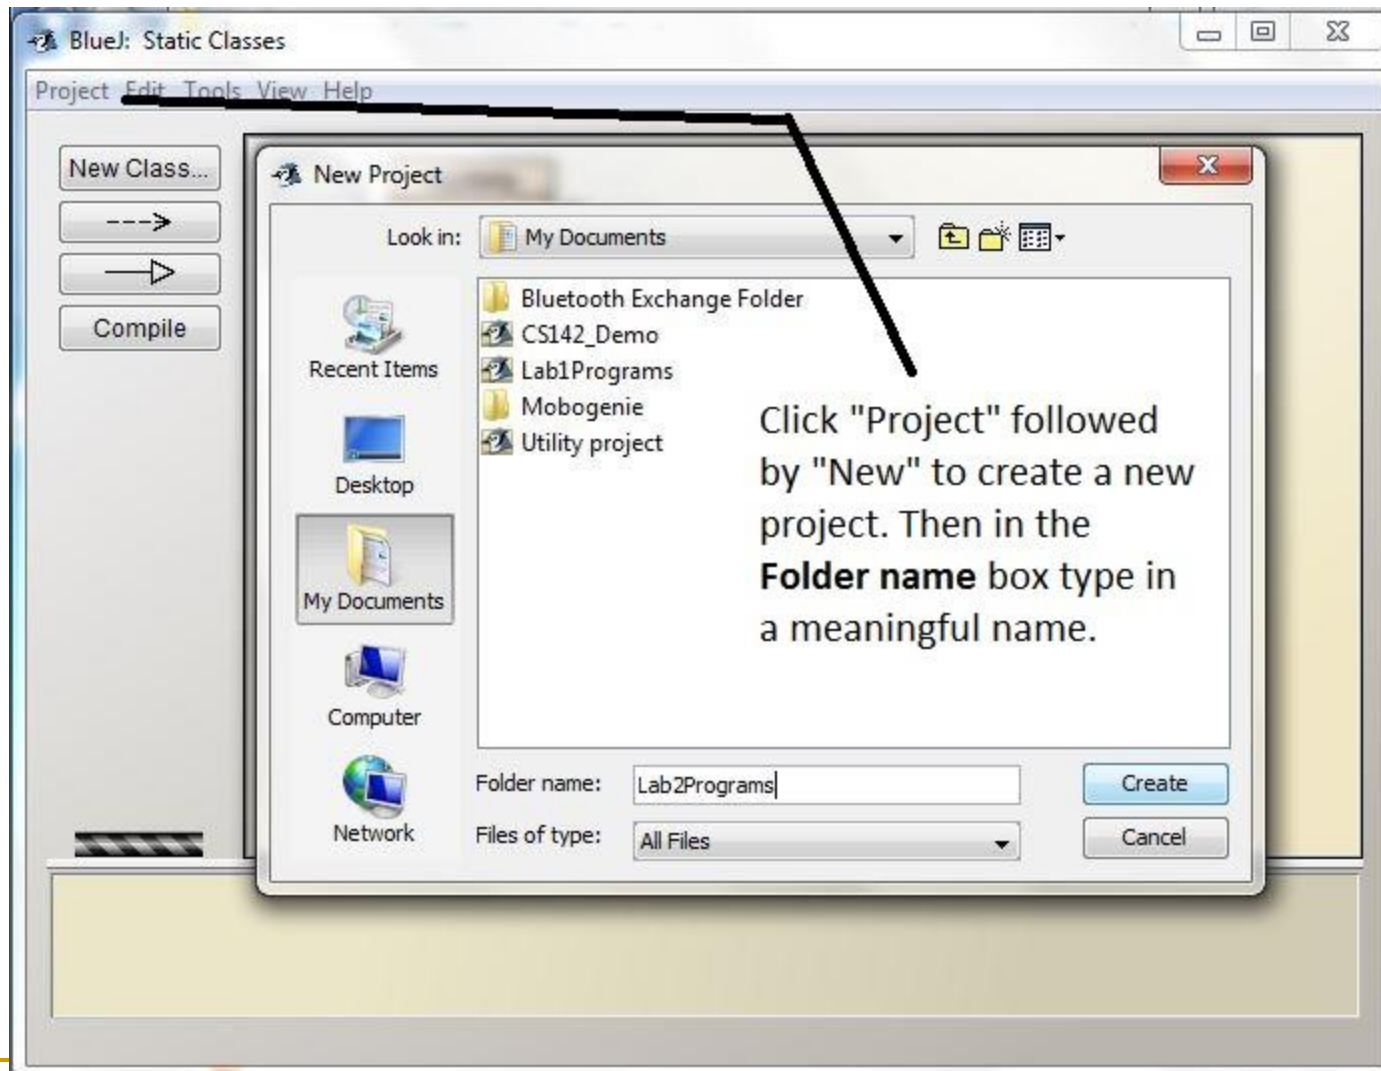 BlueJ: Static Classes
Project Edit Tools View Help
New Class...
Compile
New Project
Look in:
My Documents
Recent Items
Desktop
My Documents
Computer
Network
Bluetooth Exchange Folder
CS142_Demo
Lab1Programs
Mobogenie
Utility project
Click "Project" followed
by "New" to create a new
project. Then in the
Folder name box type in
a meaningful name.
Folder name: Lab2Programs
Create
Files of type: All Files
Cancel